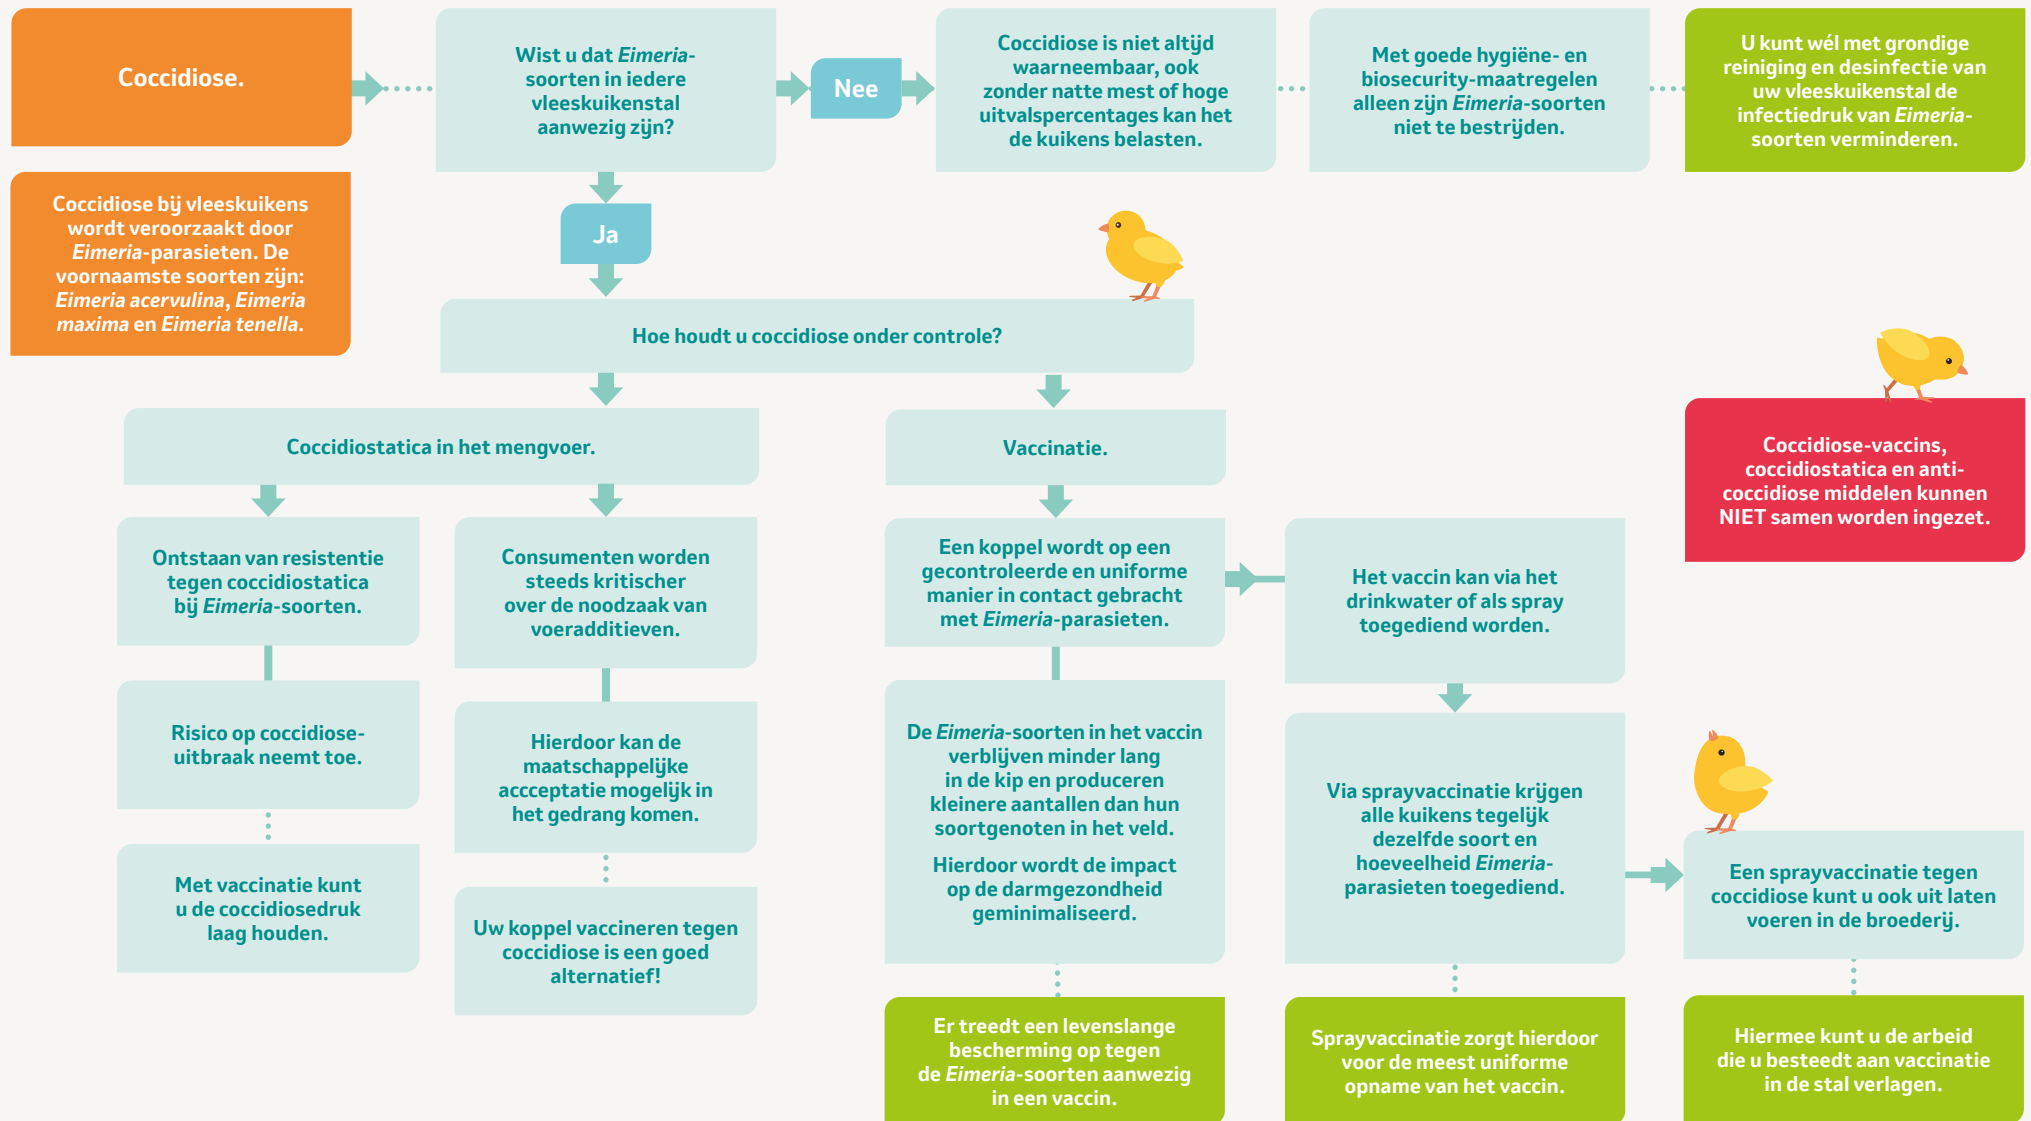 Coccidiose.
Wist u dat Eimeria-
soorten in iedere
vleeskuikenstal
aanwezig zijn?
Nee
Coccidiose is niet altijd
waarneembaar, ook
zonder natte mest of hoge
uitvalspercentages kan het
de kuikens belasten.
Met goede hygiëne- en
biosecurity-maatregelen
alleen zijn Eimeria-soorten
niet te bestrijden.
U kunt wél met grondige
reiniging en desinfectie van
uw vleeskuikenstal de
infectiedruk van Eimeria-
soorten verminderen.
Coccidiose bij vleeskuikens
wordt veroorzaakt door
Eimeria-parasieten. De
voornaamste soorten zijn:
Eimeria acervulina, Eimeria
maxima en Eimeria tenella.
Ja
Hoe houdt u coccidiose onder controle?
Coccidiostatica in het mengvoer.
Vaccinatie.
Coccidiose-vaccins,
coccidiostatica en anti-
coccidiose middelen kunnen
NIET samen worden ingezet.
Ontstaan van resistentie
tegen coccidiostatica
bij Eimeria-soorten.
Consumenten worden
steeds kritischer
over de noodzaak van
voeradditieven.
Een koppel wordt op een
gecontroleerde en uniforme
manier in contact gebracht
met Eimeria-parasieten.
Het vaccin kan via het
drinkwater of als spray
toegediend worden.
Risico op coccidiose-
uitbraak neemt toe.
Hierdoor kan de
maatschappelijke
accceptatie mogelijk in
het gedrang komen.
De Eimeria-soorten in het vaccin
verblijven minder lang
in de kip en produceren
kleinere aantallen dan hun
soortgenoten in het veld.
Hierdoor wordt de impact
op de darmgezondheid
geminimaliseerd.
Via sprayvaccinatie krijgen
alle kuikens tegelijk
dezelfde soort en
hoeveelheid Eimeria-
parasieten toegediend.
Een sprayvaccinatie tegen
coccidiose kunt u ook uit laten
voeren in de broederij.
Met vaccinatie kunt
u de coccidiosedruk
laag houden.
Uw koppel vaccineren tegen
coccidiose is een goed
alternatief!
Er treedt een levenslange
bescherming op tegen
de Eimeria-soorten aanwezig
in een vaccin.
Sprayvaccinatie zorgt hierdoor
voor de meest uniforme
opname van het vaccin.
Hiermee kunt u de arbeid
die u besteedt aan vaccinatie
in de stal verlagen.